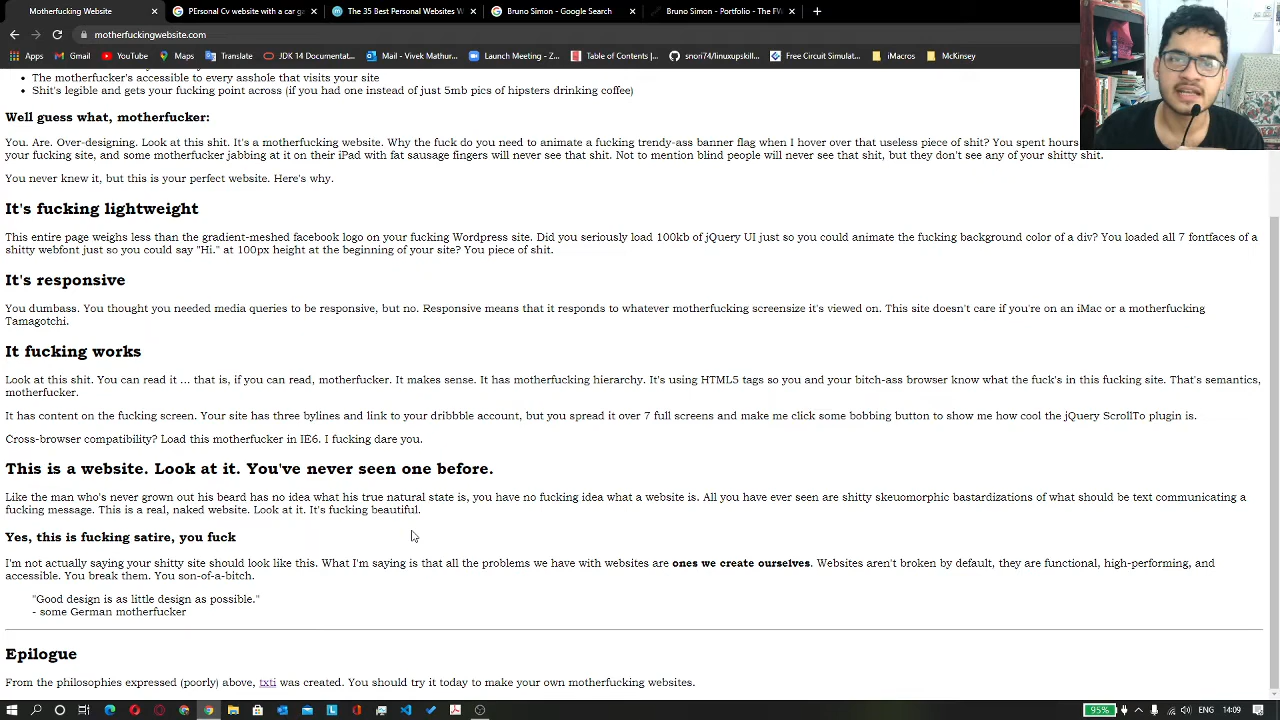 Motherfucking Website
PErsonal Cv website with a car ga
The 35 Best Personal Websites W
Bruno Simon - Google Search
Bruno Simon - Portfolio - The FW
motherfuckingwebsite.com
Apps
Gmail
YouTube
Maps
Translate
JDK 14 Documentat...
Mail - Vivek Mathur...
Launch Meeting - Z...
Table of Contents |...
snori74/linuxupskill...
Free Circuit Simulat...
iMacros
McKinsey
The motherfucker's accessible to every asshole that visits your site
Shit's legible and gets your fucking point across (if you had one instead of just 5mb pics of hipsters drinking coffee)
Well guess what, motherfucker:
You. Are. Over-designing. Look at this shit. It's a motherfucking website. Why the fuck do you need to animate a fucking trendy-ass banner flag when I hover over that useless piece of shit? You spent hours
your fucking site, and some motherfucker jabbing at it on their iPad with fat sausage fingers will never see that shit. Not to mention blind people will never see that shit, but they don't see any of your shitty shit.
You never knew it, but this is your perfect website. Here's why.
It's fucking lightweight
This entire page weighs less than the gradient-meshed facebook logo on your fucking Wordpress site. Did you seriously load 100kb of jQuery UI just so you could animate the fucking background color of a div? You loaded all 7 fontfaces of a
shitty webfont just so you could say "Hi." at 100px height at the beginning of your site? You piece of shit.
It's responsive
You dumbass. You thought you needed media queries to be responsive, but no. Responsive means that it responds to whatever motherfucking screensize it's viewed on. This site doesn't care if you're on an iMac or a motherfucking
Tamagotchi.
It fucking works
Look at this shit. You can read it ... that is, if you can read, motherfucker. It makes sense. It has motherfucking hierarchy. It's using HTML5 tags so you and your bitch-ass browser know what the fuck's in this fucking site. That's semantics,
motherfucker.
It has content on the fucking screen. Your site has three bylines and link to your dribbble account, but you spread it over 7 full screens and make me click some bobbing button to show me how cool the jQuery ScrollTo plugin is.
Cross-browser compatibility? Load this motherfucker in IE6. I fucking dare you.
This is a website. Look at it. You've never seen one before.
Like the man who's never grown out his beard has no idea what his true natural state is, you have no fucking idea what a website is. All you have ever seen are shitty skeuomorphic bastardizations of what should be text communicating a
fucking message. This is a real, naked website. Look at it. It's fucking beautiful.
Yes, this is fucking satire, you fuck
I'm not actually saying your shitty site should look like this. What I'm saying is that all the problems we have with websites are ones we create ourselves. Websites aren't broken by default, they are functional, high-performing, and
accessible. You break them. You son-of-a-bitch.
"Good design is as little design as possible."
- some German motherfucker
Epilogue
From the philosophies expressed (poorly) above, txti was created. You should try it today to make your own motherfucking websites.
95%
ENG
14:09